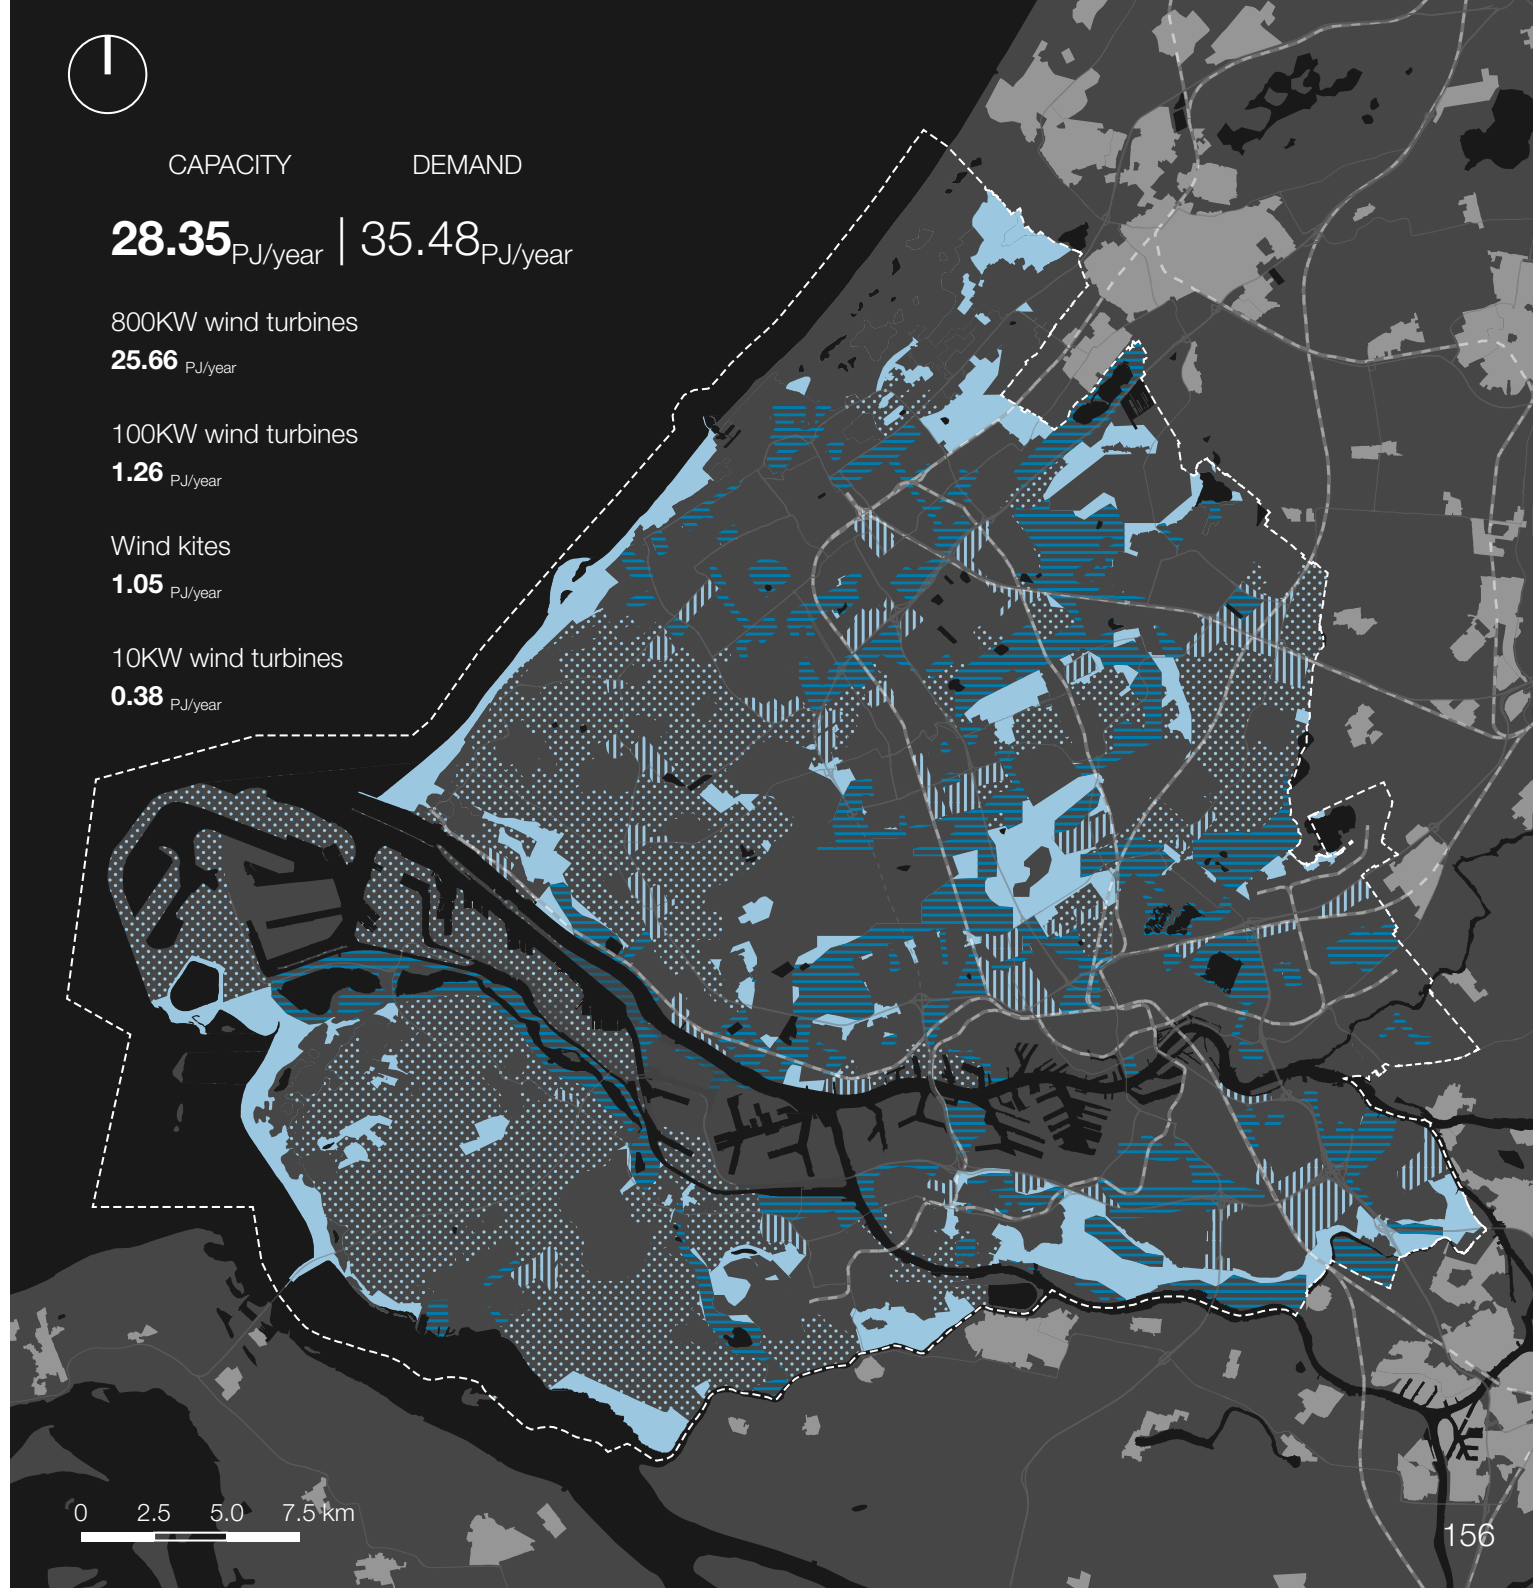 CAPACITY DEMAND
28.35PJ/year | 35.48PJ/year
800KW wind turbines
25.66 PJ/year
100KW wind turbines
1.26 PJ/year
Wind kites
1.05 PJ/year
10KW wind turbines
0.38 PJ/year
0 2.5 5.0 7.5 km
156